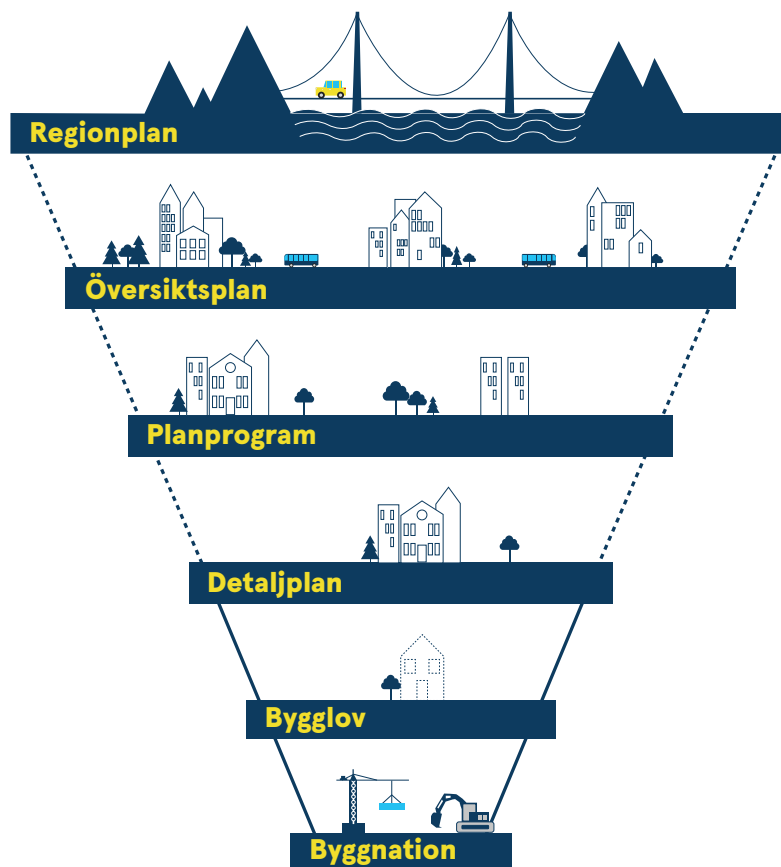 Regionplan
Översiktsplan
Planprogram
Detaljplan
Bygglov
Byggnation